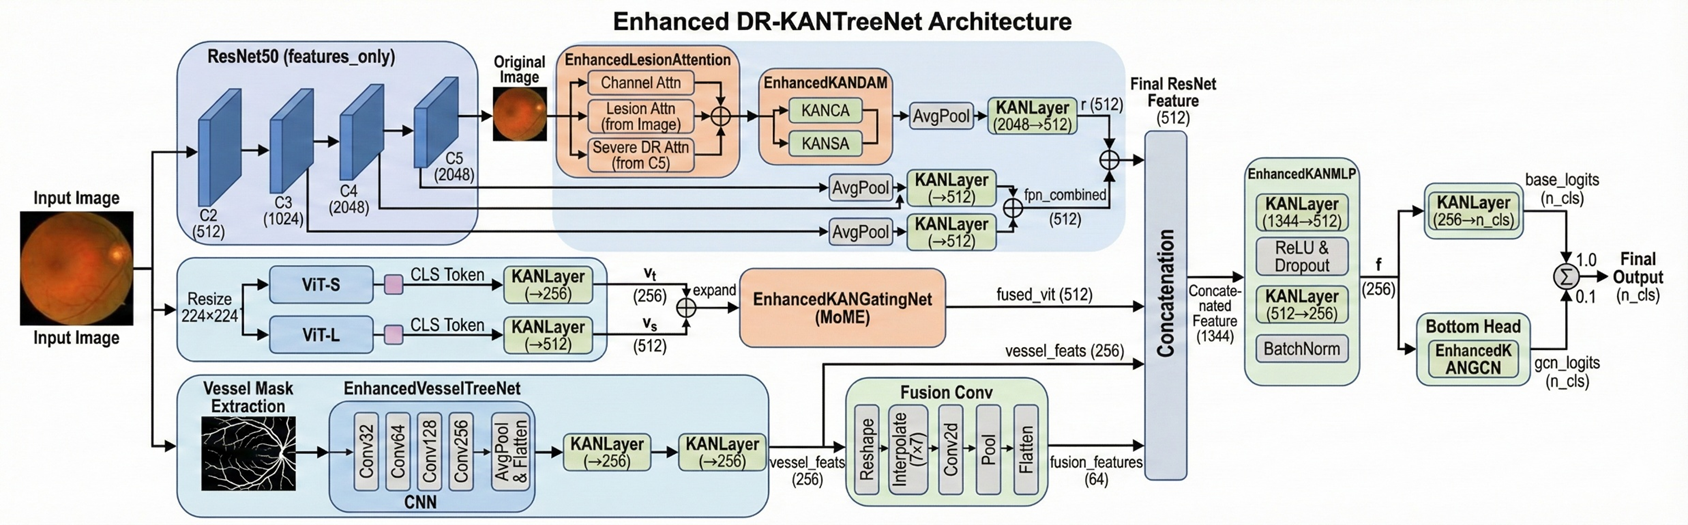 Enhanced DR-KANTreeNet Architecture
Input Image
Input Image
ResNet50 (features_only)
C2
(512)
C3
(1024)
C4
(2048)
C5
(2048)
Original
Image
EnhancedLesionAttention
Channel Attn
Lesion Attn
(from Image)
Severe DR Attn
(from C5)
EnhancedKANDAM
KANCA
KANSA
AvgPool
KANLayer
(2048→512)
r (512)
AvgPool
KANLayer
(→512)
AvgPool
KANLayer
(→512)
fpn_combined
(512)
Final ResNet
Feature
(512)
Resize
224×224
ViT-S
CLS Token
KANLayer
(→256)
v_t
(256)
ViT-L
CLS Token
KANLayer
(→512)
v_s
(512)
expand
EnhancedKANGatingNet
(MoME)
fused_vit (512)
Vessel Mask
Extraction
EnhancedVesselTreeNet
Conv32
Conv64
Conv128
Conv256
AvgPool
& Flatten
CNN
KANLayer
(→256)
KANLayer
(→256)
vessel_feats
(256)
vessel_feats (256)
Fusion Conv
Reshape
Interpolate
(7×7)
Conv2d
Pool
Flatten
fusion_features
(64)
Concatenation
Concate-
nated
Feature
(1344)
EnhancedKANMLP
KANLayer
(1344→512)
ReLU &
Dropout
KANLayer
(512→256)
BatchNorm
f
(256)
KANLayer
(256→n_cls)
base_logits
(n_cls)
Bottom Head
EnhancedK
ANGCN
gcn_logits
(n_cls)
1.0
Σ
0.1
Final
Output
(n_cls)